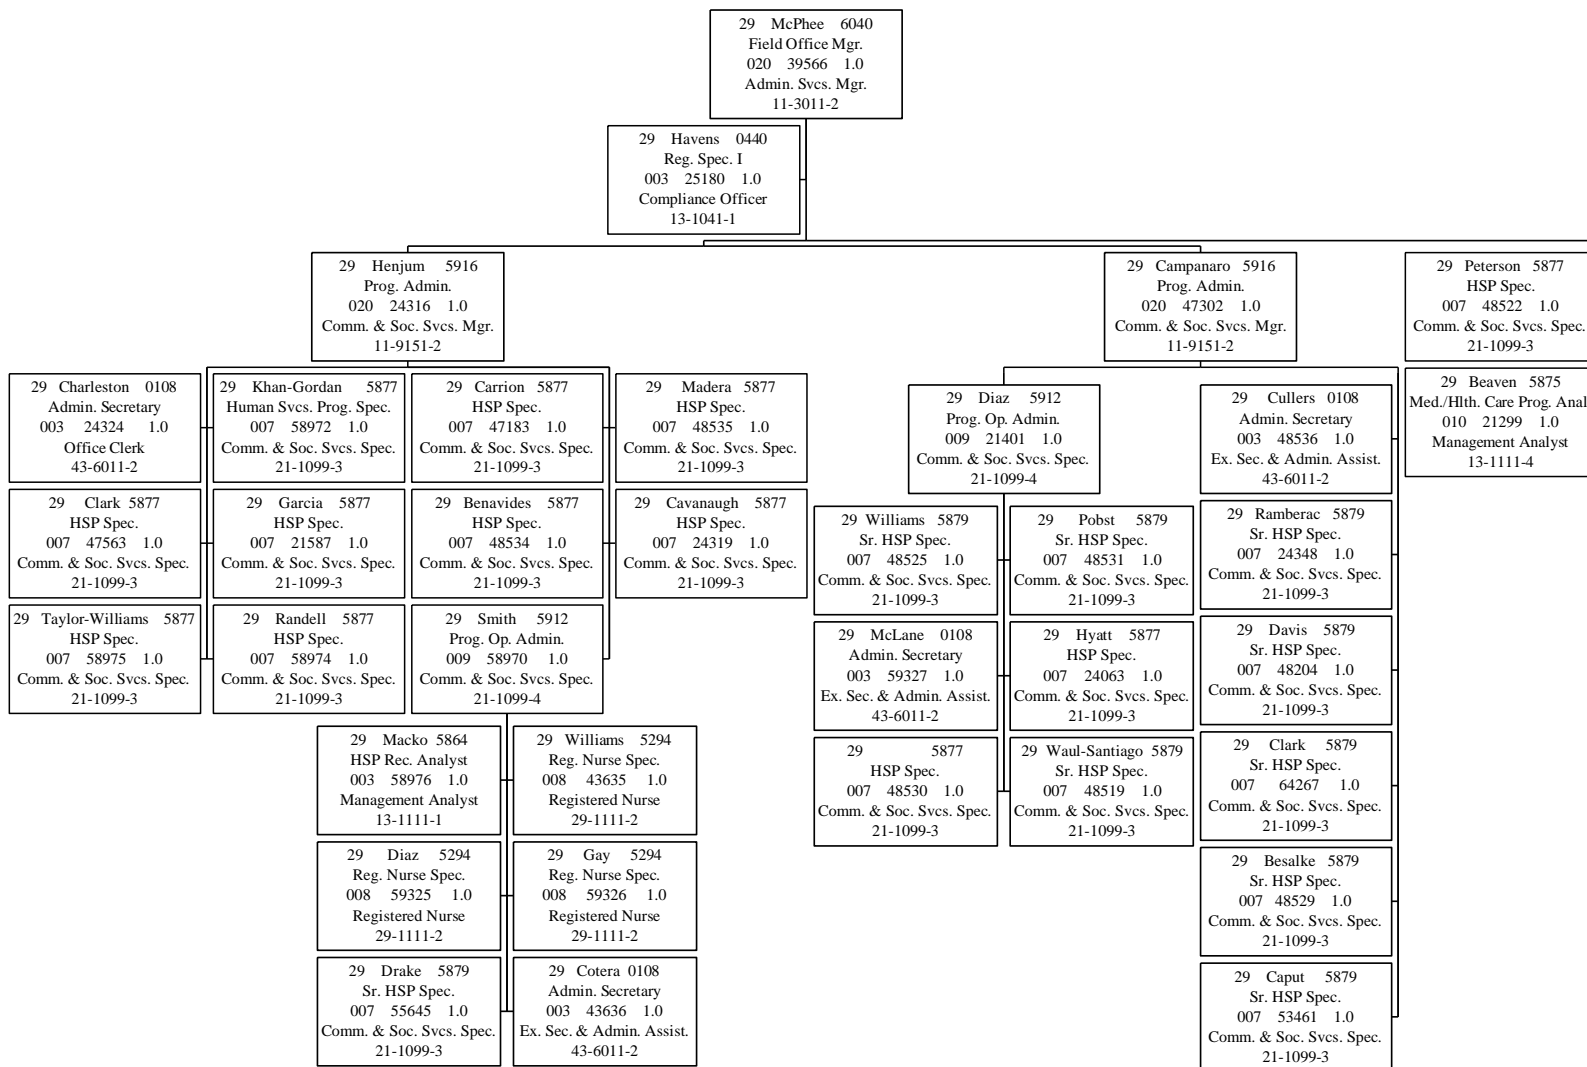 29 McPhee 6040
Field Office Mgr.
020 39566 1.0
Admin. Svcs. Mgr.
11-3011-2
29 Havens 0440
Reg. Spec. I
003 25180 1.0
Compliance Officer
13-1041-1
29 Henjum 5916
Prog. Admin.
020 24316 1.0
Comm. & Soc. Svcs. Mgr.
11-9151-2
29 Campanaro 5916
Prog. Admin.
020 47302 1.0
Comm. & Soc. Svcs. Mgr.
11-9151-2
29 Peterson 5877
HSP Spec.
007 48522 1.0
Comm. & Soc. Svcs. Spec.
21-1099-3
29 Charleston 0108
Admin. Secretary
003 24324 1.0
Office Clerk
43-6011-2
29 Khan-Gordan 5877
Human Svcs. Prog. Spec.
007 58972 1.0
Comm. & Soc. Svcs. Spec.
21-1099-3
29 Carrion 5877
HSP Spec.
007 47183 1.0
Comm. & Soc. Svcs. Spec.
21-1099-3
29 Madera 5877
HSP Spec.
007 48535 1.0
Comm. & Soc. Svcs. Spec.
21-1099-3
29 Diaz 5912
Prog. Op. Admin.
009 21401 1.0
Comm. & Soc. Svcs. Spec.
21-1099-4
29 Cullers 0108
Admin. Secretary
003 48536 1.0
Ex. Sec. & Admin. Assist.
43-6011-2
29 Beaven 5875
Med./Hlth. Care Prog. Anal
010 21299 1.0
Management Analyst
13-1111-4
29 Clark 5877
HSP Spec.
007 47563 1.0
Comm. & Soc. Svcs. Spec.
21-1099-3
29 Garcia 5877
HSP Spec.
007 21587 1.0
Comm. & Soc. Svcs. Spec.
21-1099-3
29 Benavides 5877
HSP Spec.
007 48534 1.0
Comm. & Soc. Svcs. Spec.
21-1099-3
29 Cavanaugh 5877
HSP Spec.
007 24319 1.0
Comm. & Soc. Svcs. Spec.
21-1099-3
29 Williams 5879
Sr. HSP Spec.
007 48525 1.0
Comm. & Soc. Svcs. Spec.
21-1099-3
29 Pobst 5879
Sr. HSP Spec.
007 48531 1.0
Comm. & Soc. Svcs. Spec.
21-1099-3
29 Ramberac 5879
Sr. HSP Spec.
007 24348 1.0
Comm. & Soc. Svcs. Spec.
21-1099-3
29 Taylor-Williams 5877
HSP Spec.
007 58975 1.0
Comm. & Soc. Svcs. Spec.
21-1099-3
29 Randell 5877
HSP Spec.
007 58974 1.0
Comm. & Soc. Svcs. Spec.
21-1099-3
29 Smith 5912
Prog. Op. Admin.
009 58970 1.0
Comm. & Soc. Svcs. Spec.
21-1099-4
29 McLane 0108
Admin. Secretary
003 59327 1.0
Ex. Sec. & Admin. Assist.
43-6011-2
29 Hyatt 5877
HSP Spec.
007 24063 1.0
Comm. & Soc. Svcs. Spec.
21-1099-3
29 Davis 5879
Sr. HSP Spec.
007 48204 1.0
Comm. & Soc. Svcs. Spec.
21-1099-3
29 Macko 5864
HSP Rec. Analyst
003 58976 1.0
Management Analyst
13-1111-1
29 Williams 5294
Reg. Nurse Spec.
008 43635 1.0
Registered Nurse
29-1111-2
29 5877
HSP Spec.
007 48530 1.0
Comm. & Soc. Svcs. Spec.
21-1099-3
29 Waul-Santiago 5879
Sr. HSP Spec.
007 48519 1.0
Comm. & Soc. Svcs. Spec.
21-1099-3
29 Clark 5879
Sr. HSP Spec.
007 64267 1.0
Comm. & Soc. Svcs. Spec.
21-1099-3
29 Diaz 5294
Reg. Nurse Spec.
008 59325 1.0
Registered Nurse
29-1111-2
29 Gay 5294
Reg. Nurse Spec.
008 59326 1.0
Registered Nurse
29-1111-2
29 Besalke 5879
Sr. HSP Spec.
007 48529 1.0
Comm. & Soc. Svcs. Spec.
21-1099-3
29 Drake 5879
Sr. HSP Spec.
007 55645 1.0
Comm. & Soc. Svcs. Spec.
21-1099-3
29 Cotera 0108
Admin. Secretary
003 43636 1.0
Ex. Sec. & Admin. Assist.
43-6011-2
29 Caput 5879
Sr. HSP Spec.
007 53461 1.0
Comm. & Soc. Svcs. Spec.
21-1099-3